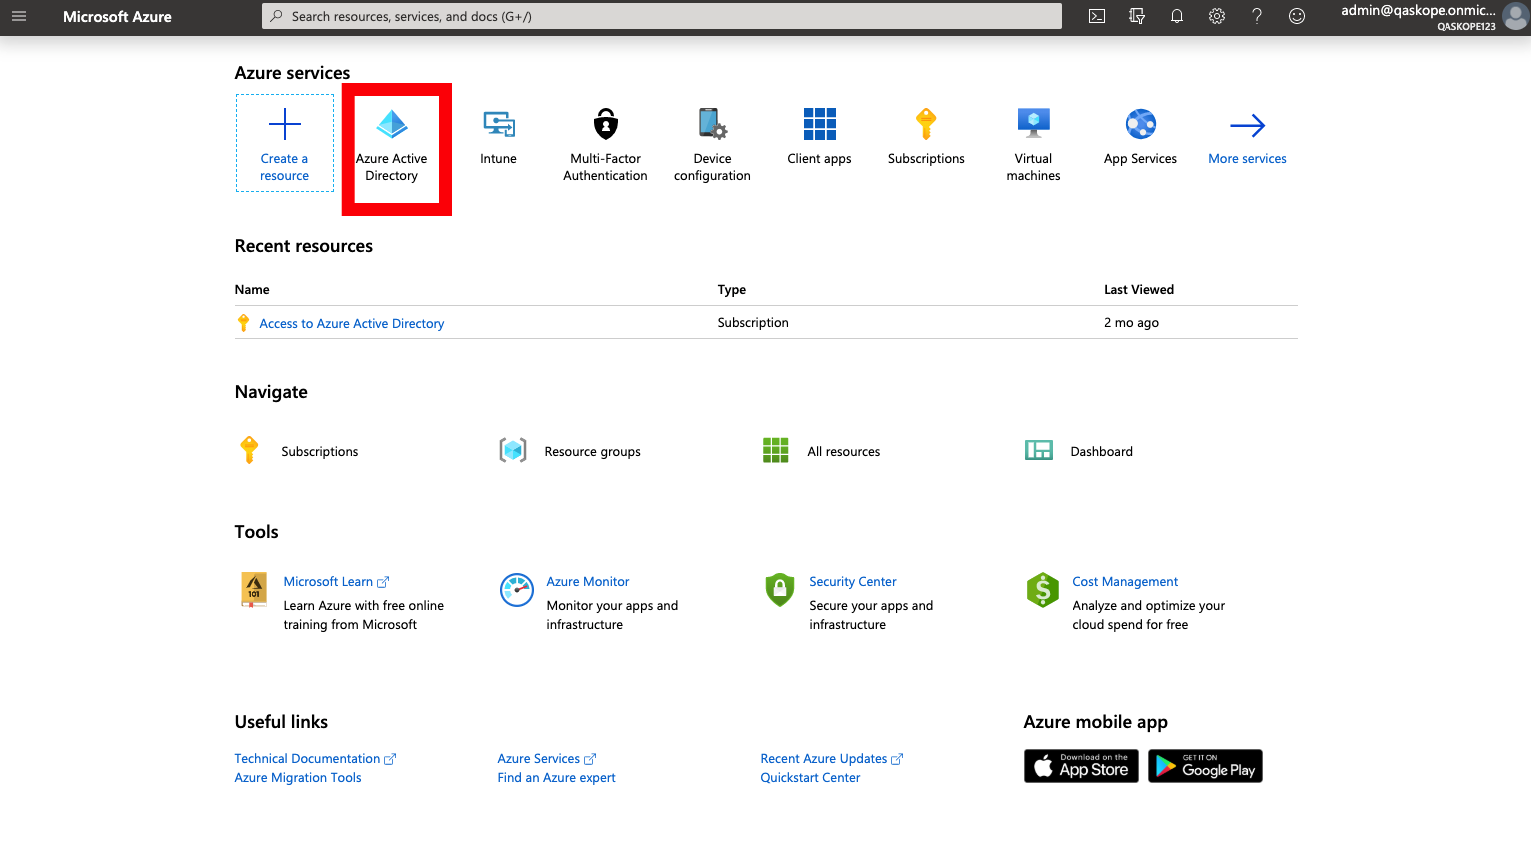 Microsoft Azure
Search resources, services, and docs (G+/)
admin@qaskope.onmic...
QASKOPE123
Azure services
Create a
resource
Azure Active
Directory
Intune
Multi-Factor
Authentication
Device
configuration
Client apps
Subscriptions
Virtual
machines
App Services
More services
Recent resources
Name Type Last Viewed
Access to Azure Active Directory Subscription 2 mo ago
Navigate
Subscriptions
Resource groups
All resources
Dashboard
Tools
101
Microsoft Learn
Learn Azure with free online
training from Microsoft
Azure Monitor
Monitor your apps and
infrastructure
Security Center
Secure your apps and
infrastructure
Cost Management
Analyze and optimize your
cloud spend for free
Useful links
Technical Documentation
Azure Migration Tools
Azure Services
Find an Azure expert
Recent Azure Updates
Quickstart Center
Azure mobile app
Download on the
App Store
GET IT ON
Google Play